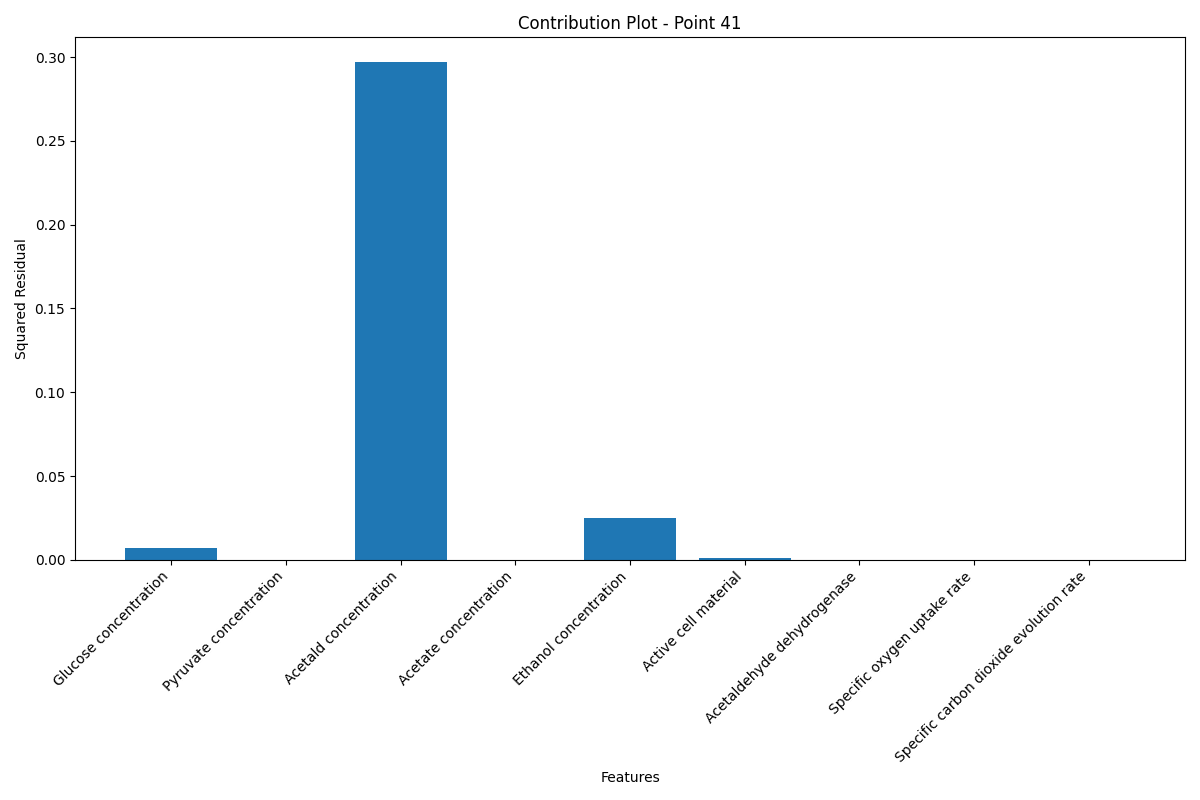 Contribution Plot - Point 41
Squared Residual
0.30
0.25
0.20
0.15
0.10
0.05
0.00
Glucose concentration
Pyruvate concentration
Acetald concentration
Acetate concentration
Ethanol concentration
Active cell material
Acetaldehyde dehydrogenase
Specific oxygen uptake rate
Specific carbon dioxide evolution rate
Features